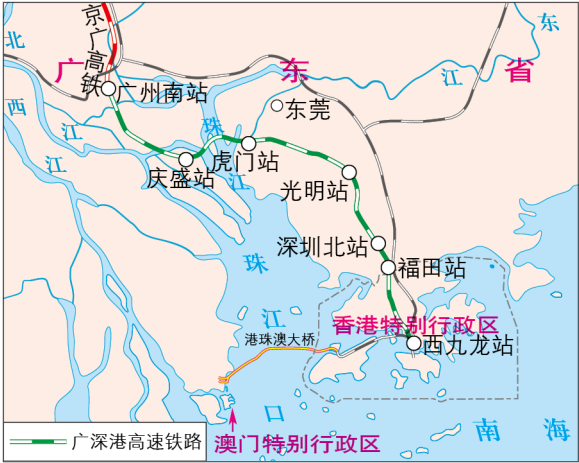 京广高铁
北
广东省
东
江
广州南站
东莞
西
江
江
珠
江
虎门站
庆盛站
光明站
深圳北站
福田站
珠
江
口
香港特别行政区
港珠澳大桥
西九龙站
广深港高速铁路
澳门特别行政区
南海